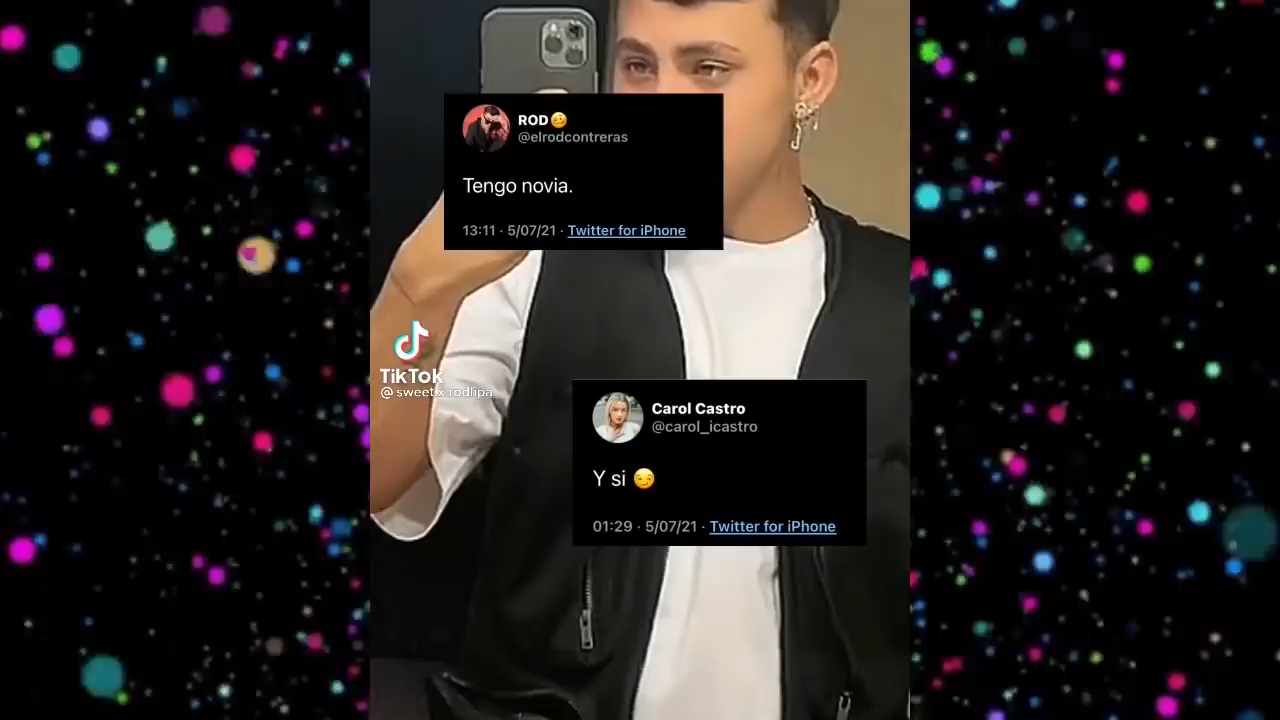 ROD🥴
@elrodcontreras
Tengo novia.
13:11 · 5/07/21 · Twitter for iPhone
TikTok
@ sweet.x.rodlipa
Carol Castro
@carol_icastro
Y si 😏
01:29 · 5/07/21 · Twitter for iPhone